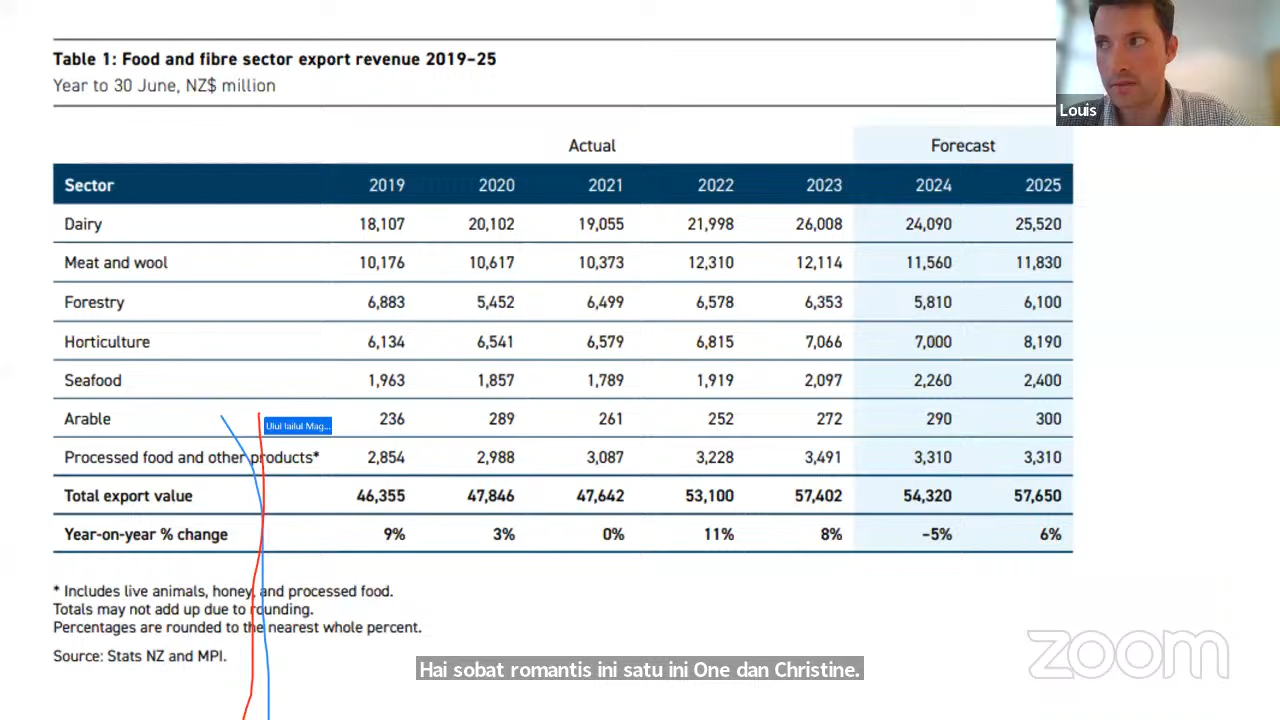 Table 1: Food and fibre sector export revenue 2019–25
Year to 30 June, NZ$ million
Louis
Actual Forecast
Sector 2019 2020 2021 2022 2023 2024 2025
Dairy 18,107 20,102 19,055 21,998 26,008 24,090 25,520
Meat and wool 10,176 10,617 10,373 12,310 12,114 11,560 11,830
Forestry 6,883 5,452 6,499 6,578 6,353 5,810 6,100
Horticulture 6,134 6,541 6,579 6,815 7,066 7,000 8,190
Seafood 1,963 1,857 1,789 1,919 2,097 2,260 2,400
Arable 236 289 261 252 272 290 300
Processed food and other products* 2,854 2,988 3,087 3,228 3,491 3,310 3,310
Total export value 46,355 47,846 47,642 53,100 57,402 54,320 57,650
Year-on-year % change 9% 3% 0% 11% 8% –5% 6%
* Includes live animals, honey, and processed food.
Totals may not add up due to rounding.
Percentages are rounded to the nearest whole percent.
Source: Stats NZ and MPI.
zoom
Hai sobat romantis ini satu ini One dan Christine.